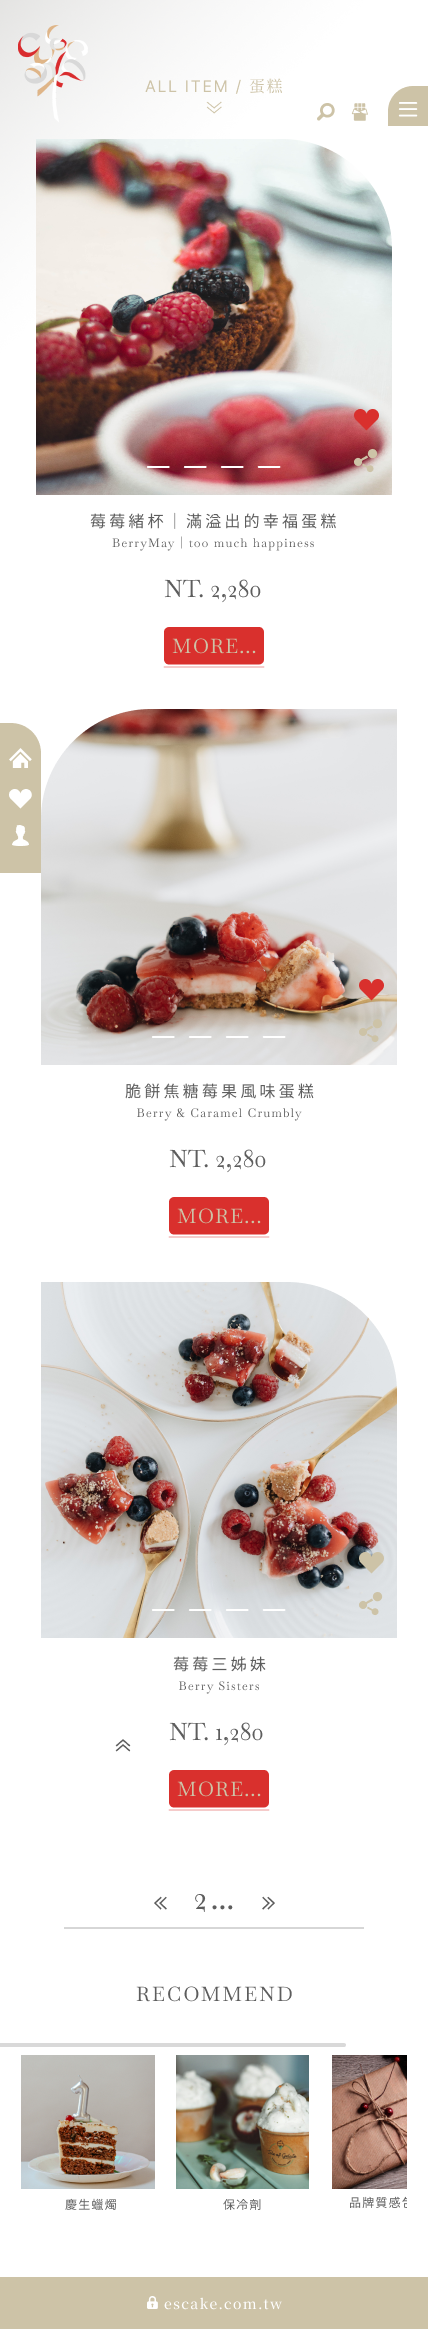 ALL ITEM / 蛋糕
莓莓緒杯｜滿溢出的幸福蛋糕
BerryMay | too much happiness
NT. 2,280
MORE...
脆餅焦糖莓果風味蛋糕
Berry & Caramel Crumbly
NT. 2,280
MORE...
莓莓三姊妹
Berry Sisters
NT. 1,280
MORE...
2...
RECOMMEND
1
慶生蠟燭
保冷劑
品牌質感
escake.com.tw